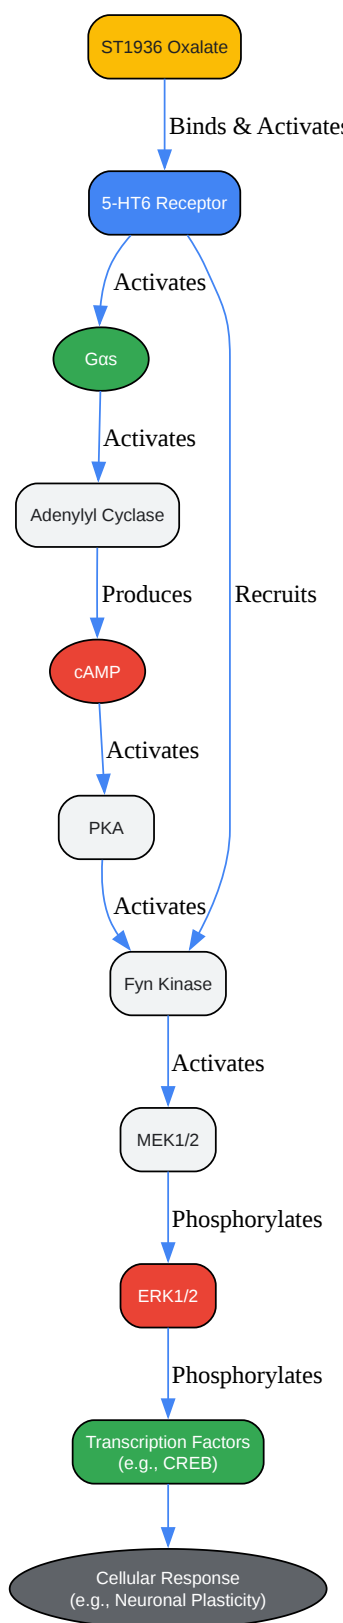 ST1936 Oxalate
Binds & Activates
5-HT6 Receptor
Activates
Gαs
Activates
Adenylyl Cyclase
Produces
Recruits
cAMP
Activates
PKA
Activates
Fyn Kinase
Activates
MEK1/2
Phosphorylates
ERK1/2
Phosphorylates
Transcription Factors
(e.g., CREB)
Cellular Response
(e.g., Neuronal Plasticity)